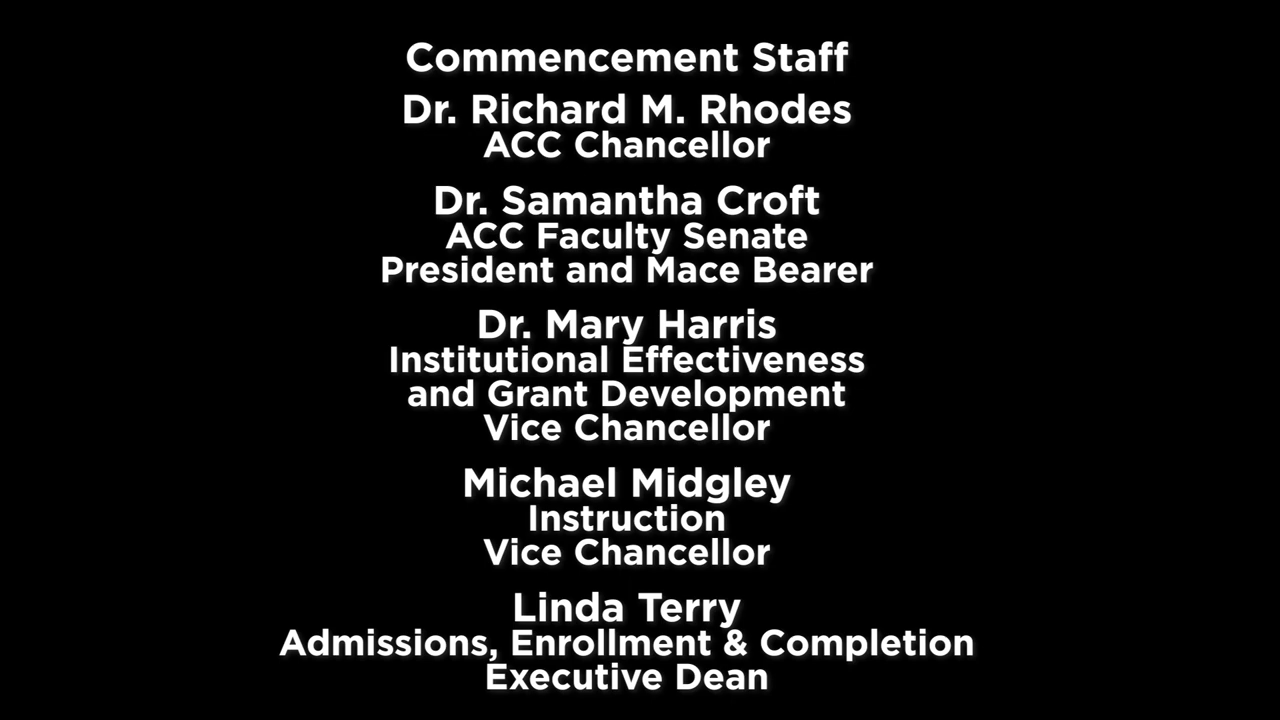 Commencement Staff
Dr. Richard M. Rhodes
ACC Chancellor
Dr. Samantha Croft
ACC Faculty Senate
President and Mace Bearer
Dr. Mary Harris
Institutional Effectiveness
and Grant Development
Vice Chancellor
Michael Midgley
Instruction
Vice Chancellor
Linda Terry
Admissions, Enrollment & Completion
Executive Dean